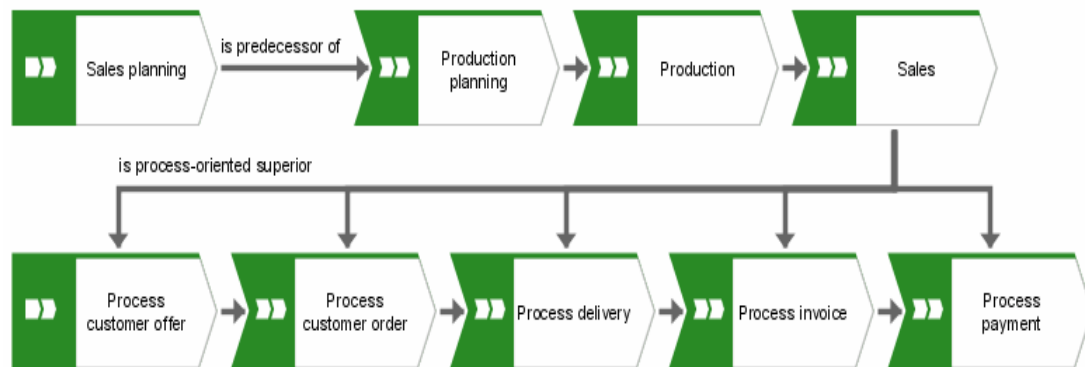 Sales planning
is predecessor of
Production
planning
Production
Sales
is process-oriented superior
Process
customer offer
Process
customer order
Process delivery
Process invoice
Process
payment